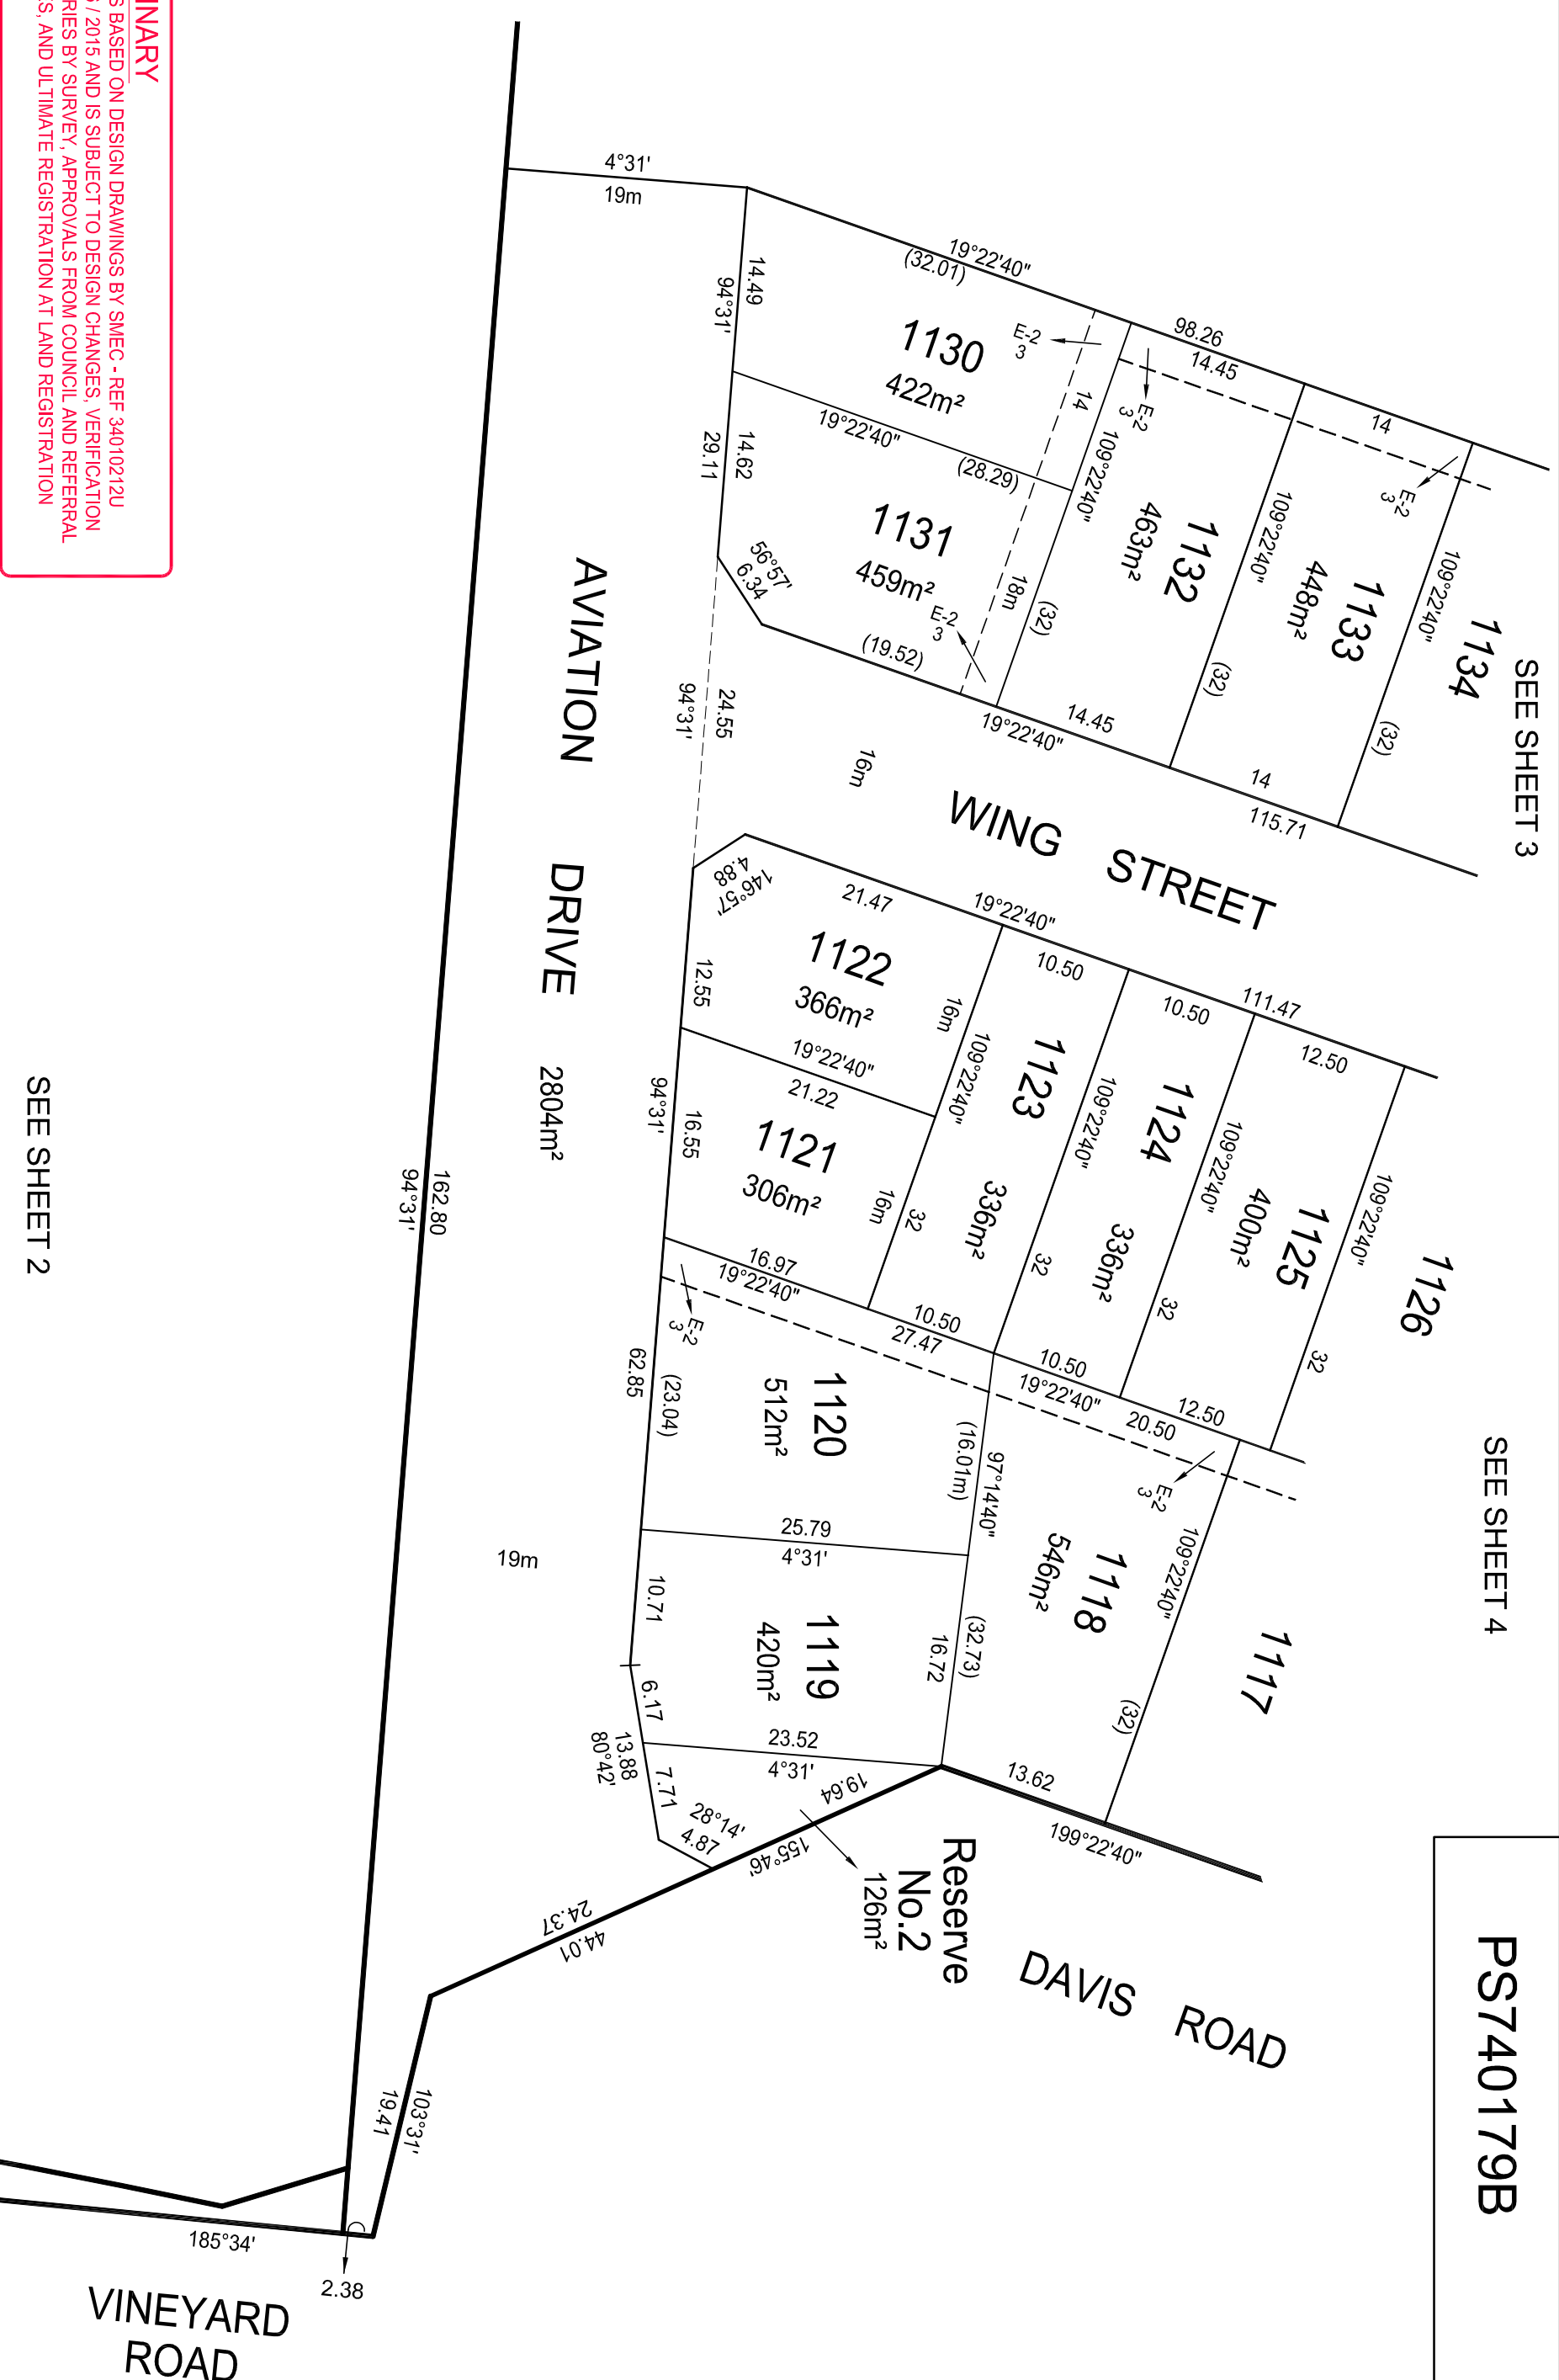 PS740179B
SEE SHEET 3
SEE SHEET 4
SEE SHEET 2
1134
109°22'40"
(32)
1133
448m²
14
14
E-2
3
109°22'40"
(32)
1132
463m²
98.26
14.45
14.45
E-2
3
109°22'40"
(32)
19°22'40"
115.71
1130
422m²
19°22'40"
(32.01)
E-2
3
14
14.49
94°31'
4°31'
19m
19°22'40"
(28.29)
1131
459m²
E-2
3
18m
14.62
29.11
56°57'
6.34
(19.52)
24.55
94°31'
16m
WING STREET
1122
366m²
146°57'
4.88
21.47
19°22'40"
12.55
16m
19°22'40"
21.22
1121
306m²
16m
94°31'
16.55
16.97
19°22'40"
1123
336m²
10.50
109°22'40"
32
10.50
27.47
1124
336m²
10.50
109°22'40"
32
10.50
111.47
1125
400m²
12.50
109°22'40"
32
12.50
1126
109°22'40"
32
19°22'40"
20.50
1120
512m²
E-2
3
62.85
(23.04)
(16.01m)
97°14'40"
25.79
4°31'
1119
420m²
10.71
6.17
16.72
(32.73)
23.52
4°31'
1118
546m²
E-2
3
109°22'40"
(32)
13.62
199°22'40"
1117
13.88
80°42'
7.71
28°14'
4.87
19.64
155°46'
Reserve
No.2
126m²
24.37
44.01
DAVIS ROAD
AVIATION DRIVE
2804m²
19m
162.80
94°31'
103°31'
19.41
185°34'
2.38
VINEYARD
ROAD
INARY
S BASED ON DESIGN DRAWINGS BY SMEC - REF 34010212U
/ 2015 AND IS SUBJECT TO DESIGN CHANGES, VERIFICATION
RIES BY SURVEY, APPROVALS FROM COUNCIL AND REFERRAL
S, AND ULTIMATE REGISTRATION AT LAND REGISTRATION